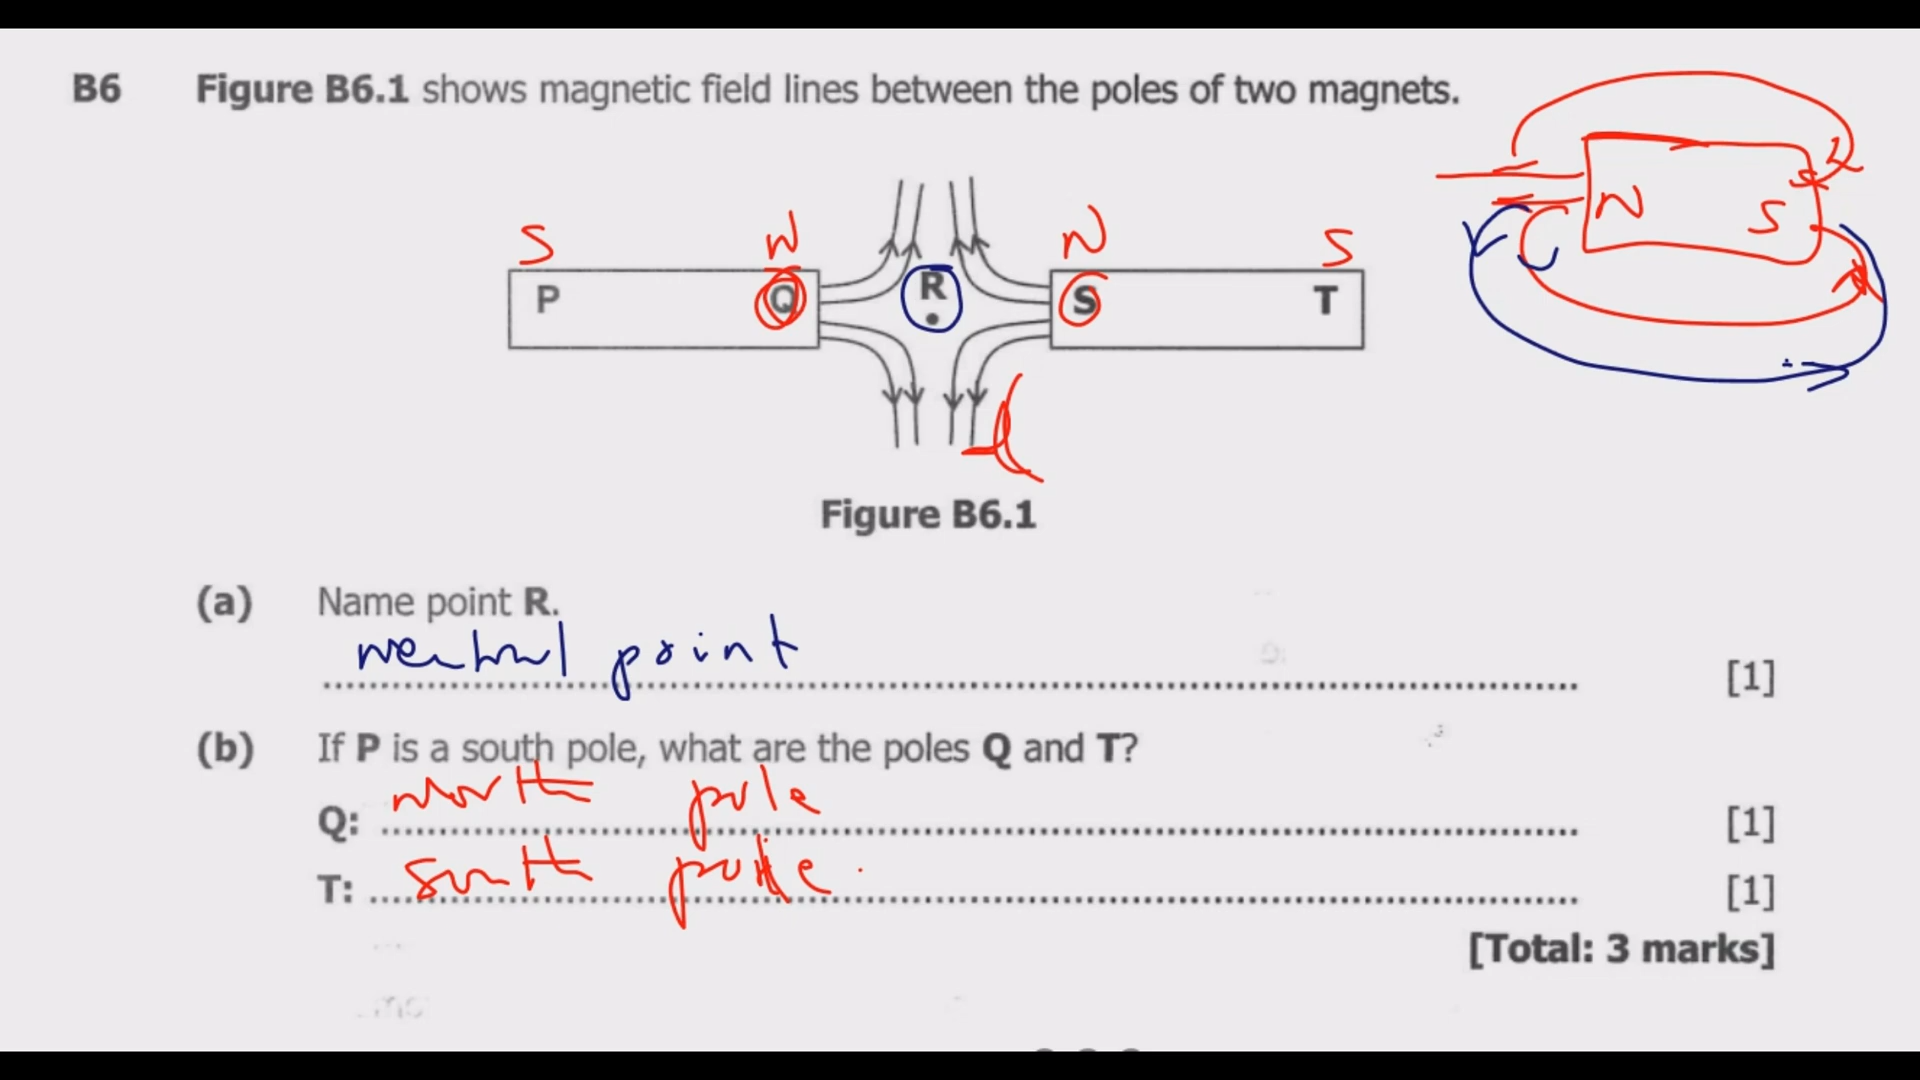 B6 Figure B6.1 shows magnetic field lines between the poles of two magnets.
S N N S
P Q R S T
N S
Figure B6.1
(a) Name point R.
neutral point
[1]
(b) If P is a south pole, what are the poles Q and T?
Q: north pole [1]
T: south pole. [1]
[Total: 3 marks]